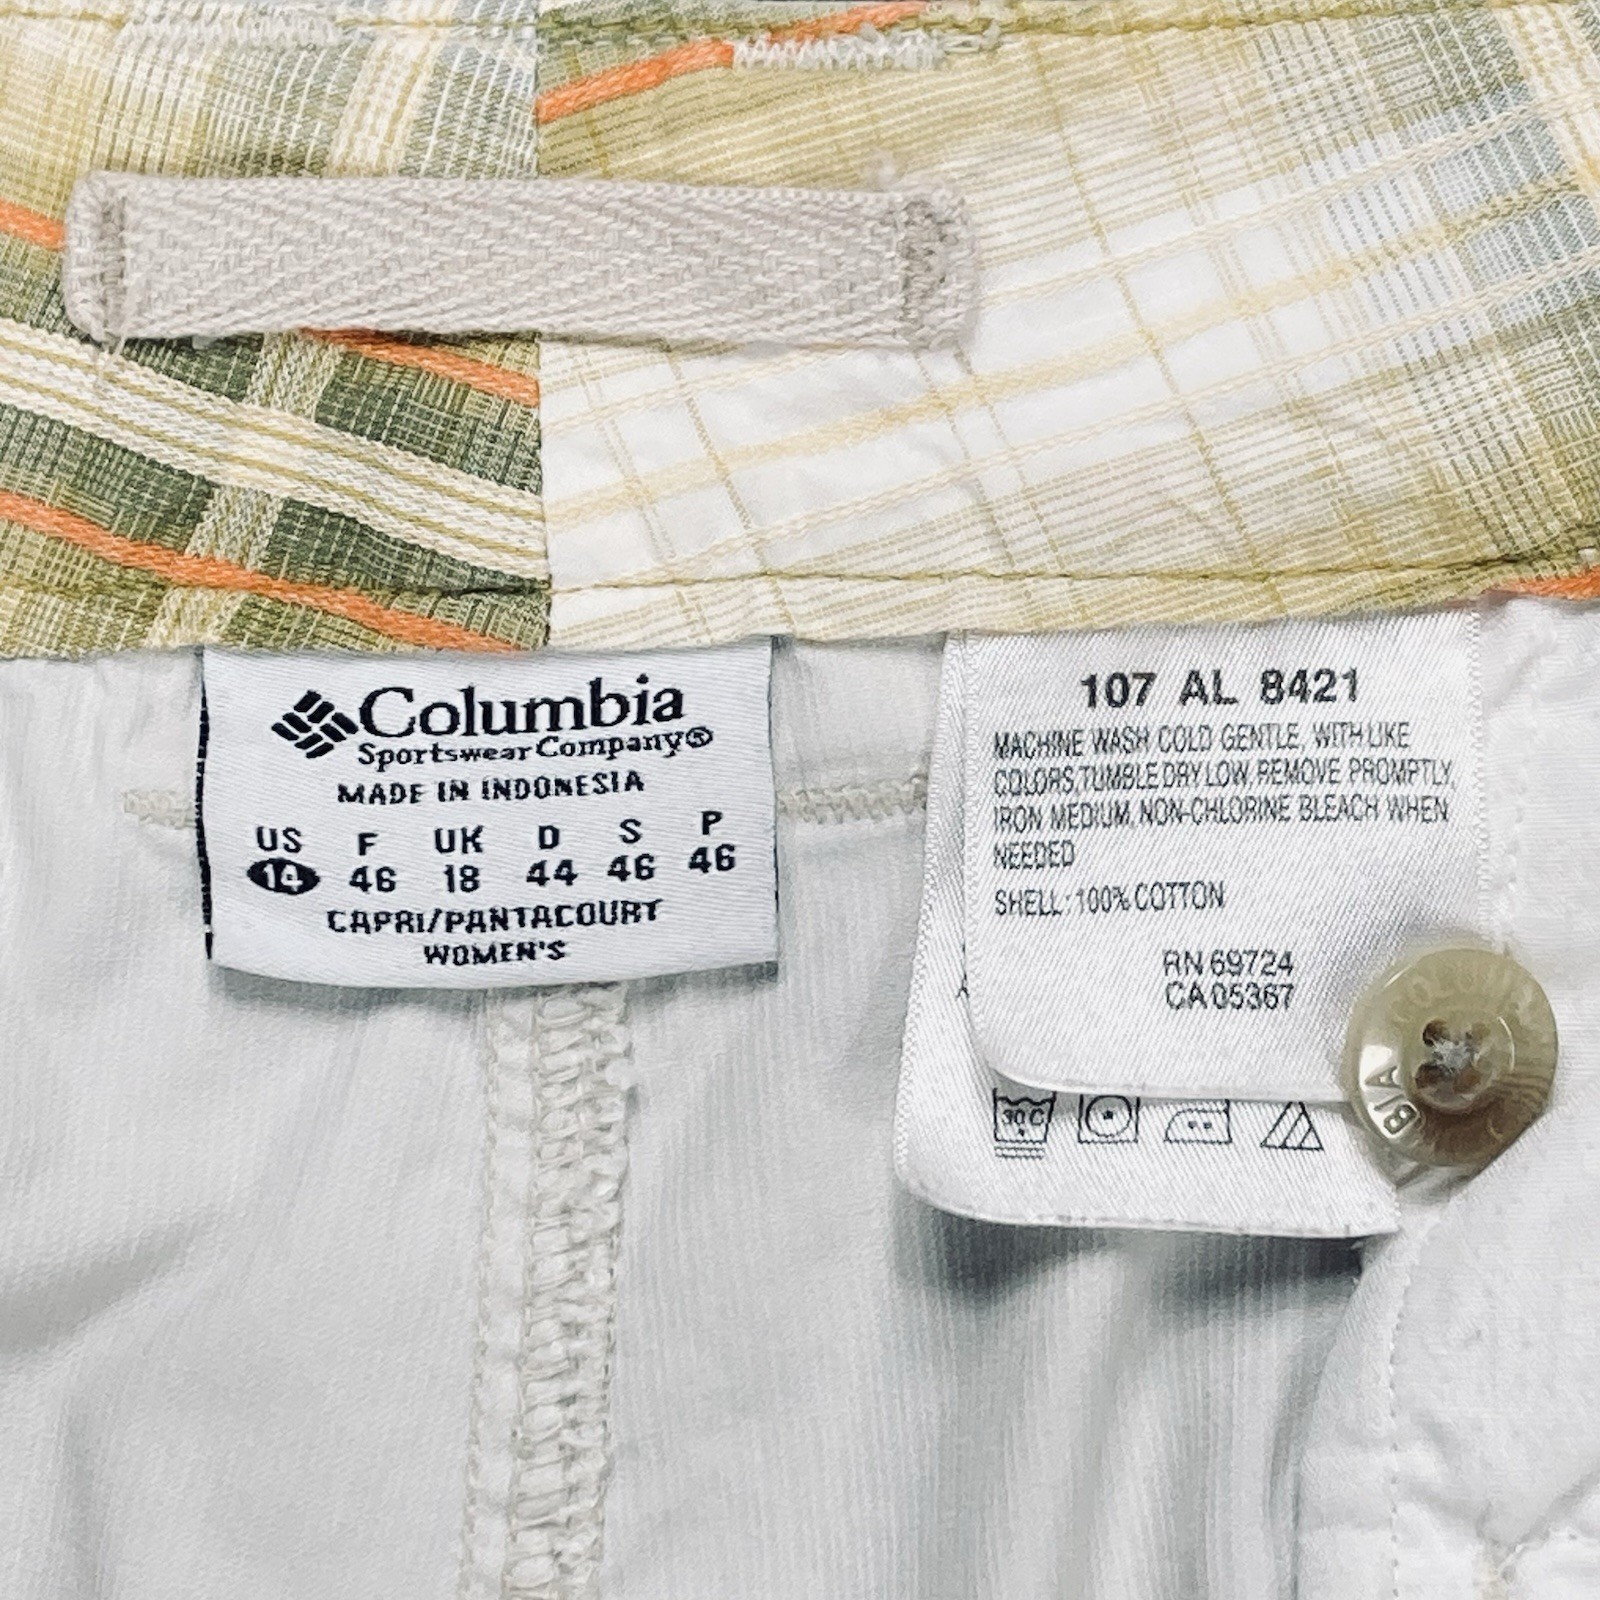 Columbia
Sportswear Company®
MADE IN INDONESIA
US F UK D S P
14 46 18 44 46 46
CAPRI/PANTACOURT
WOMEN'S
107 AL 8421
MACHINE WASH COLD GENTLE, WITH LIKE
COLORS, TUMBLE DRY LOW, REMOVE PROMPTLY,
IRON MEDIUM, NON-CHLORINE BLEACH WHEN
NEEDED
SHELL: 100% COTTON
RN 69724
CA 05367
30 C